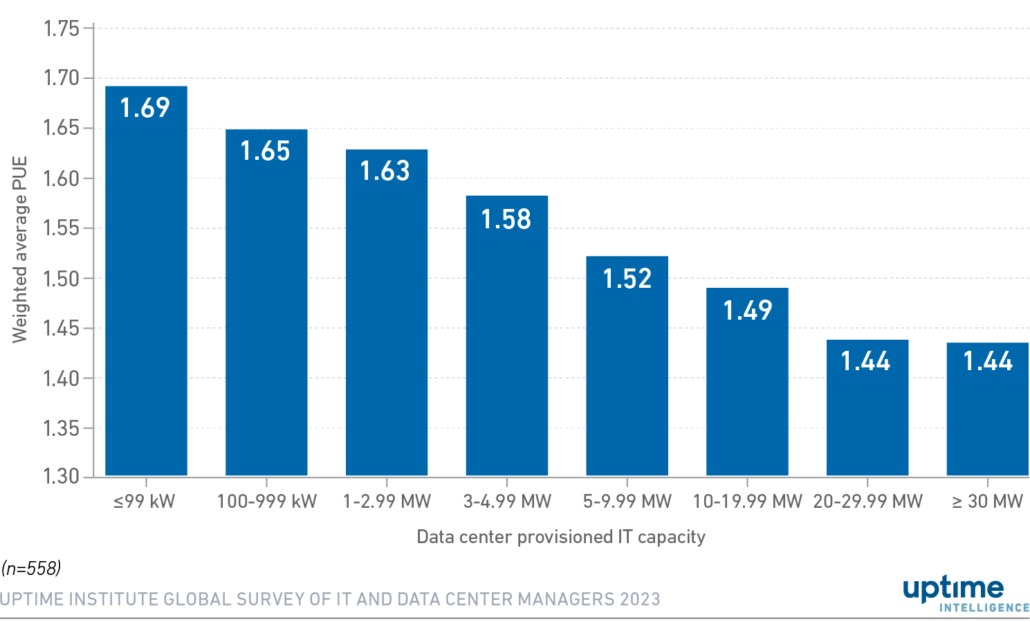 1.75
1.70
1.65
1.60
1.55
1.50
1.45
1.40
1.35
1.30
Weighted average PUE
1.69
1.65
1.63
1.58
1.52
1.49
1.44
1.44
≤99 kW
100-999 kW
1-2.99 MW
3-4.99 MW
5-9.99 MW
10-19.99 MW
20-29.99 MW
≥ 30 MW
Data center provisioned IT capacity
(n=558)
UPTIME INSTITUTE GLOBAL SURVEY OF IT AND DATA CENTER MANAGERS 2023
uptime
INTELLIGENCE